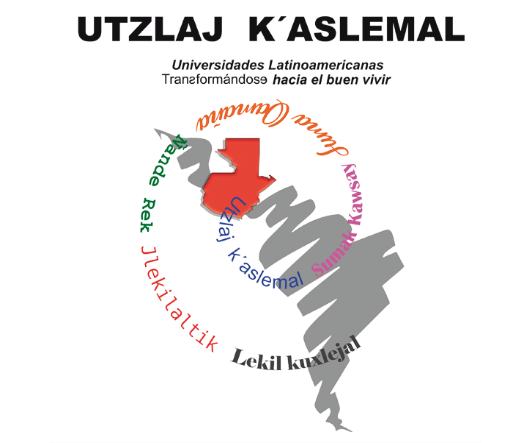 UTZLAJ K´ASLEMAL
Universidades Latinoamericanas
Transformándose hacia el buen vivir
Suma Qamaña
Sumak Kawsay
Lekil kuxlejal
Jlekilaltik
Ñande Rek
Utzlaj k´aslemal